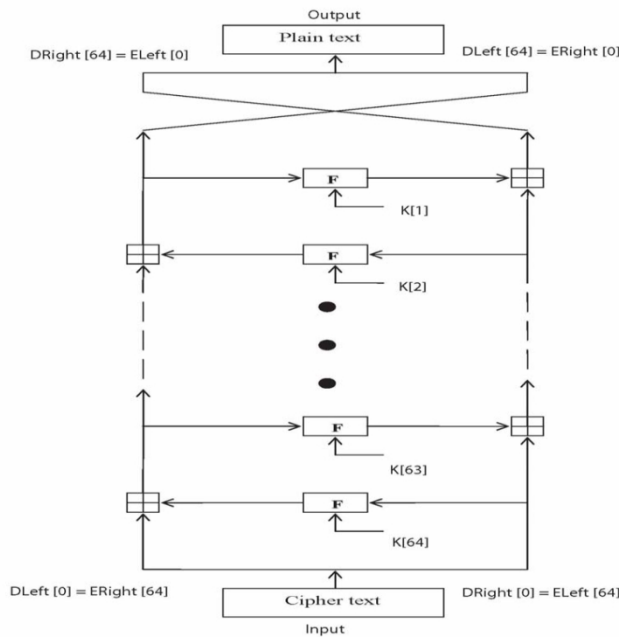 Output
Plain text
DRight [64] = ELeft [0]
DLeft [64] = ERight [0]
F
K[1]
F
K[2]
F
K[63]
F
K[64]
DLeft [0] = ERight [64]
DRight [0] = ELeft [64]
Cipher text
Input